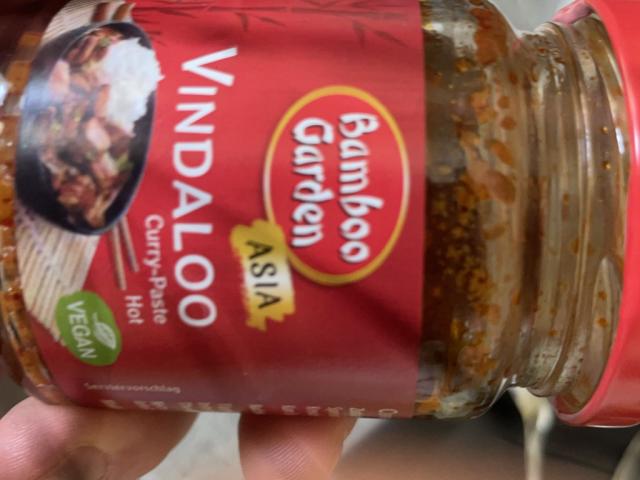 Bamboo
Garden
ASIA
VINDALOO
Curry-Paste
Hot
VEGAN
Serviervorschlag